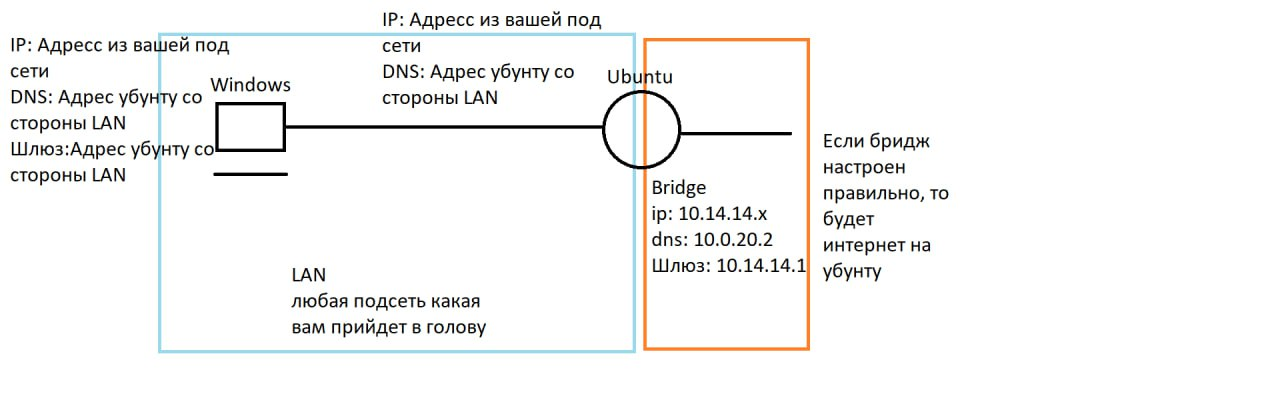 IP: Адресс из вашей под
сети
DNS: Адрес убунту со
стороны LAN
Шлюз:Адрес убунту со
стороны LAN
Windows
IP: Адресс из вашей под
сети
DNS: Адрес убунту со
стороны LAN
Ubuntu
Bridge
ip: 10.14.14.x
dns: 10.0.20.2
Шлюз: 10.14.14.1
Если бридж
настроен
правильно, то
будет
интернет на
убунту
LAN
любая подсеть какая
вам прийдет в голову